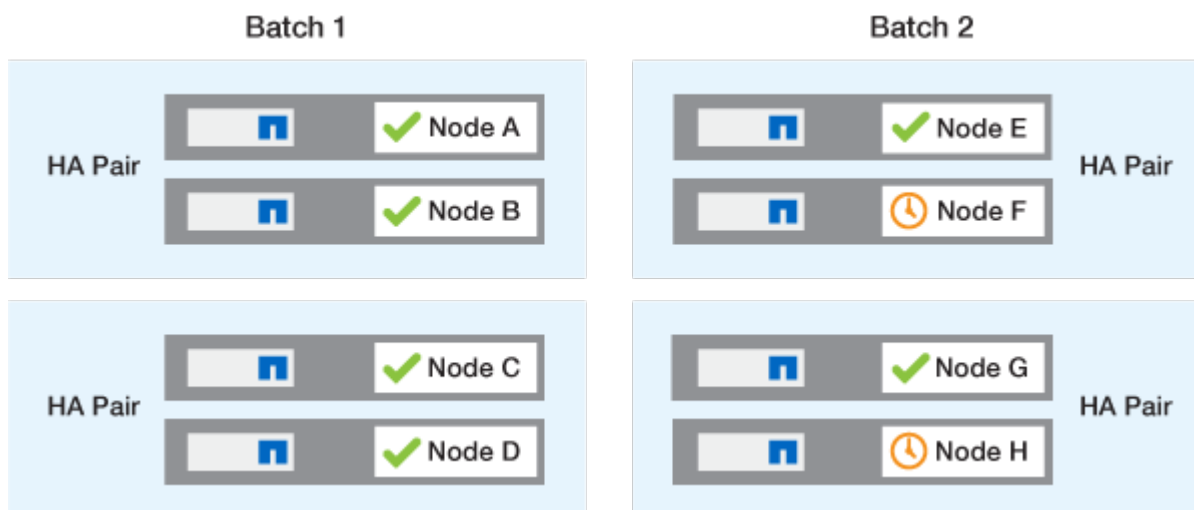 Batch 1
HA Pair
Node A
Node B
HA Pair
Node C
Node D
Batch 2
Node E
Node F
HA Pair
Node G
Node H
HA Pair